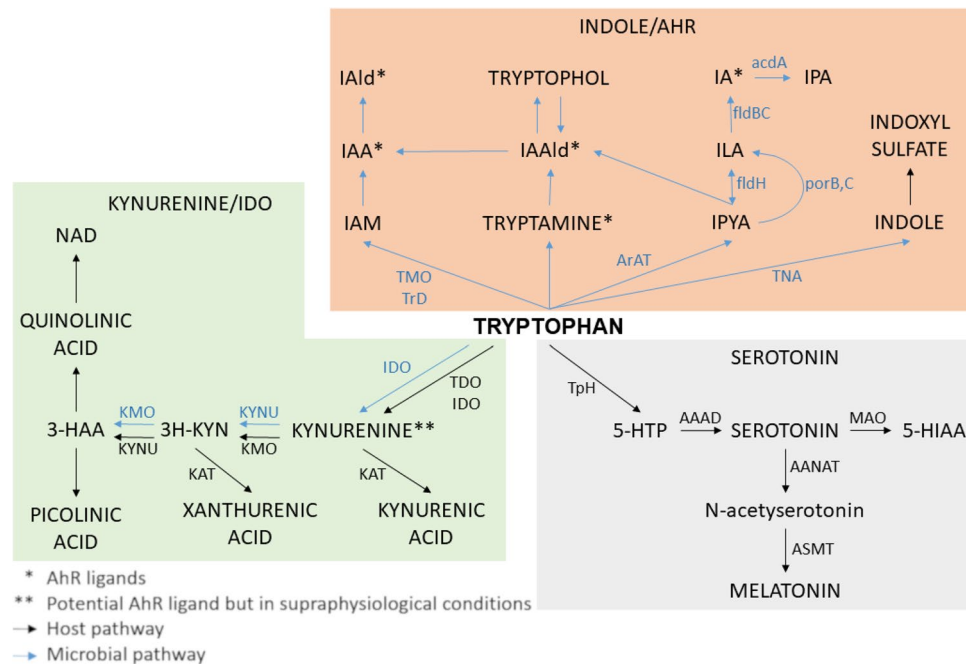 INDOLE/AHR
IAld*
TRYPTOPHOL
IA*
acdA
IPA
fldBC
INDOXYL
SULFATE
IAA*
IAAld*
ILA
fldH
porB,C
IAM
TRYPTAMINE*
IPYA
INDOLE
TMO
TrD
ArAT
TNA
TRYPTOPHAN
KYNURENINE/IDO
NAD
QUINOLINIC
ACID
IDO
TDO
IDO
3-HAA
KMO
KYNU
3H-KYN
KYNU
KMO
KYNURENINE**
KAT
KAT
PICOLINIC
ACID
XANTHURENIC
ACID
KYNURENIC
ACID
SEROTONIN
TpH
5-HTP
AAAD
SEROTONIN
MAO
5-HIAA
AANAT
N-acetyserotonin
ASMT
MELATONIN
* AhR ligands
** Potential AhR ligand but in supraphysiological conditions
Host pathway
Microbial pathway